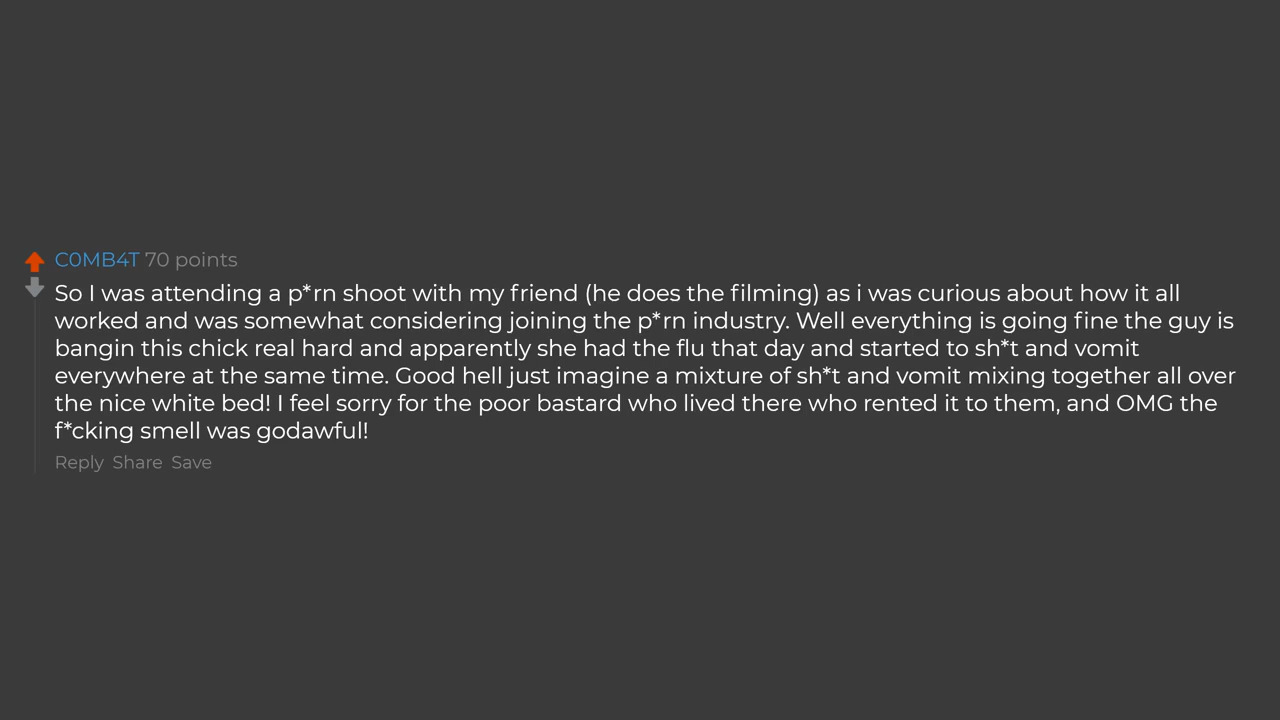 C0MB4T 70 points
So I was attending a p*rn shoot with my friend (he does the filming) as i was curious about how it all
worked and was somewhat considering joining the p*rn industry. Well everything is going fine the guy is
bangin this chick real hard and apparently she had the flu that day and started to sh*t and vomit
everywhere at the same time. Good hell just imagine a mixture of sh*t and vomit mixing together all over
the nice white bed! I feel sorry for the poor bastard who lived there who rented it to them, and OMG the
f*cking smell was godawful!
Reply Share Save